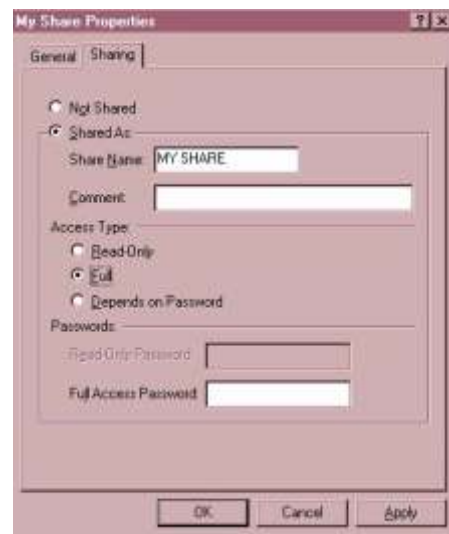 My Share Properties
General Sharing
Not Shared
Shared As:
Share Name: MY SHARE
Comment:
Access Type:
Read-Only
Full
Depends on Password
Passwords:
Read-Only Password:
Full Access Password:
OK Cancel Apply